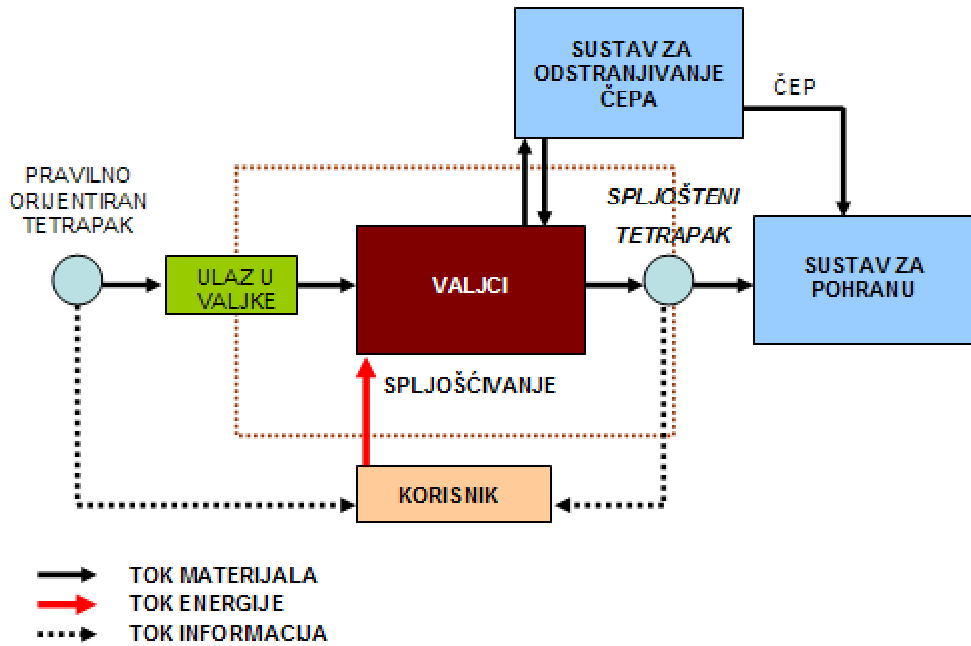 SUSTAV ZA
ODSTRANJIVANJE
ČEPA
ČEP
PRAVILNO
ORIJENTIRAN
TETRAPAK
SPLJOŠTENI
TETRAPAK
ULAZ U
VALJKE
VALJCI
SUSTAV ZA
POHRANU
SPLJOŠĆIVANJE
KORISNIK
TOK MATERIJALA
TOK ENERGIJE
TOK INFORMACIJA